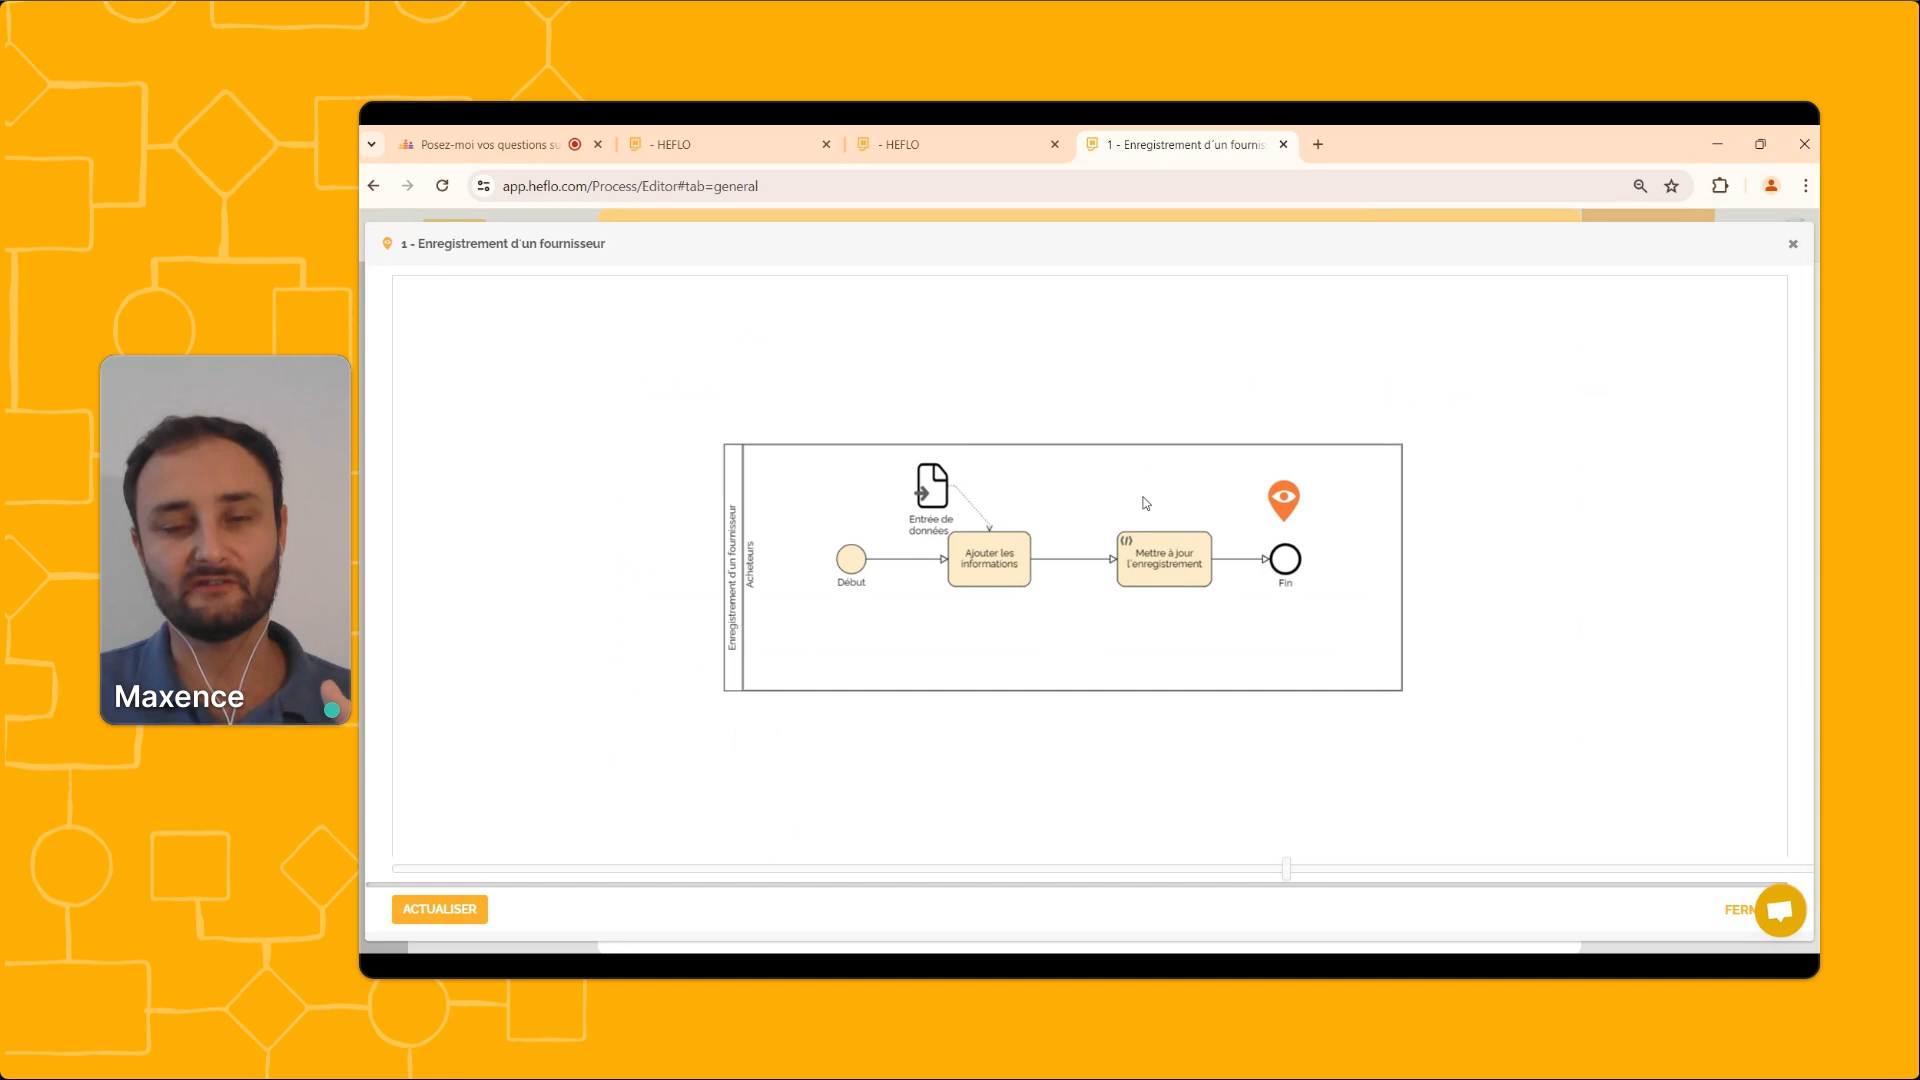 Posez-moi vos questions su
- HEFLO
- HEFLO
1 - Enregistrement d'un fournis
app.heflo.com/Process/Editor#tab=general
1 - Enregistrement d'un fournisseur
Enregistrement d'un fournisseur
Acheteurs
Entrée de
données
Début
Ajouter les
informations
Mettre à jour
l'enregistrement
Fin
Maxence
ACTUALISER
FERM